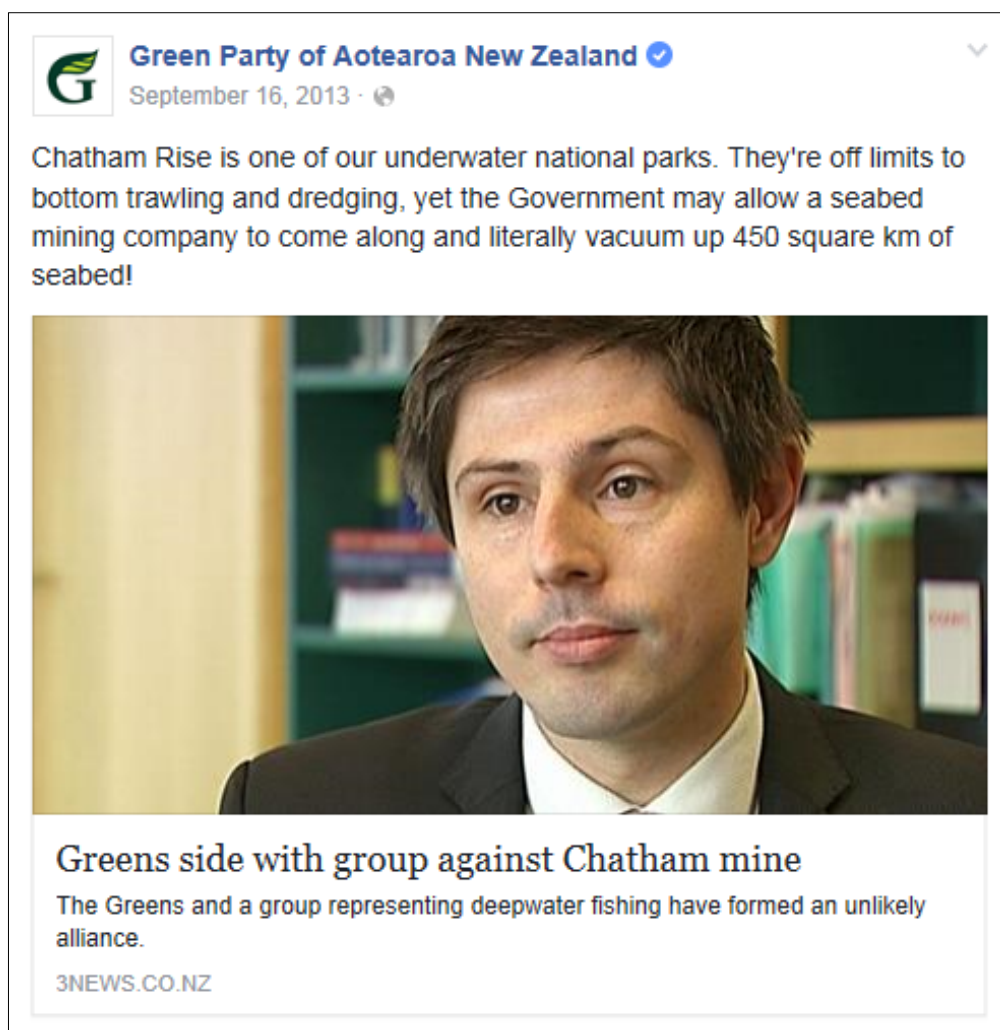 Green Party of Aotearoa New Zealand
September 16, 2013 ·
Chatham Rise is one of our underwater national parks. They're off limits to
bottom trawling and dredging, yet the Government may allow a seabed
mining company to come along and literally vacuum up 450 square km of
seabed!
Greens side with group against Chatham mine
The Greens and a group representing deepwater fishing have formed an unlikely
alliance.
3NEWS.CO.NZ